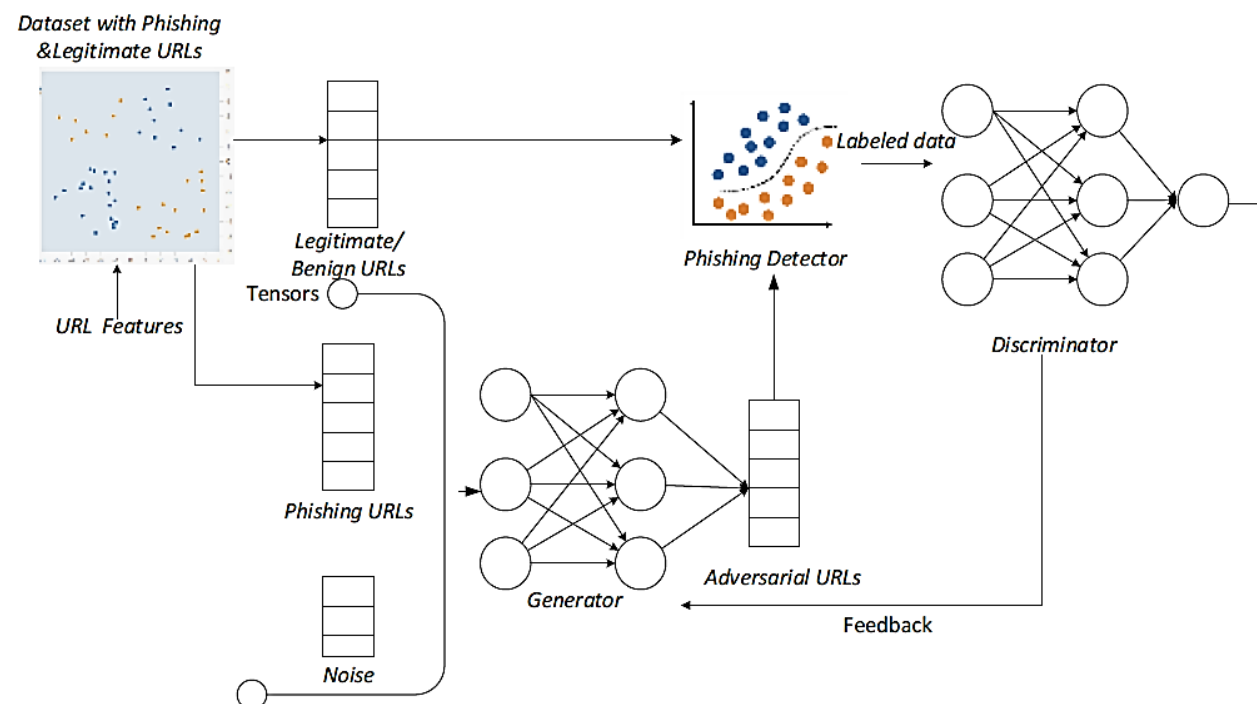 Dataset with Phishing
&Legitimate URLs
Labeled data
Legitimate/
Benign URLs
Phishing Detector
Tensors
URL Features
Discriminator
Phishing URLs
Adversarial URLs
Generator
Feedback
Noise